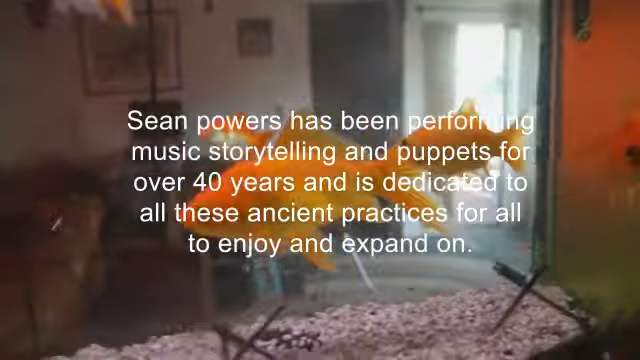 Sean powers has been performing
music storytelling and puppets for
over 40 years and is dedicated to
all these ancient practices for all
to enjoy and expand on.